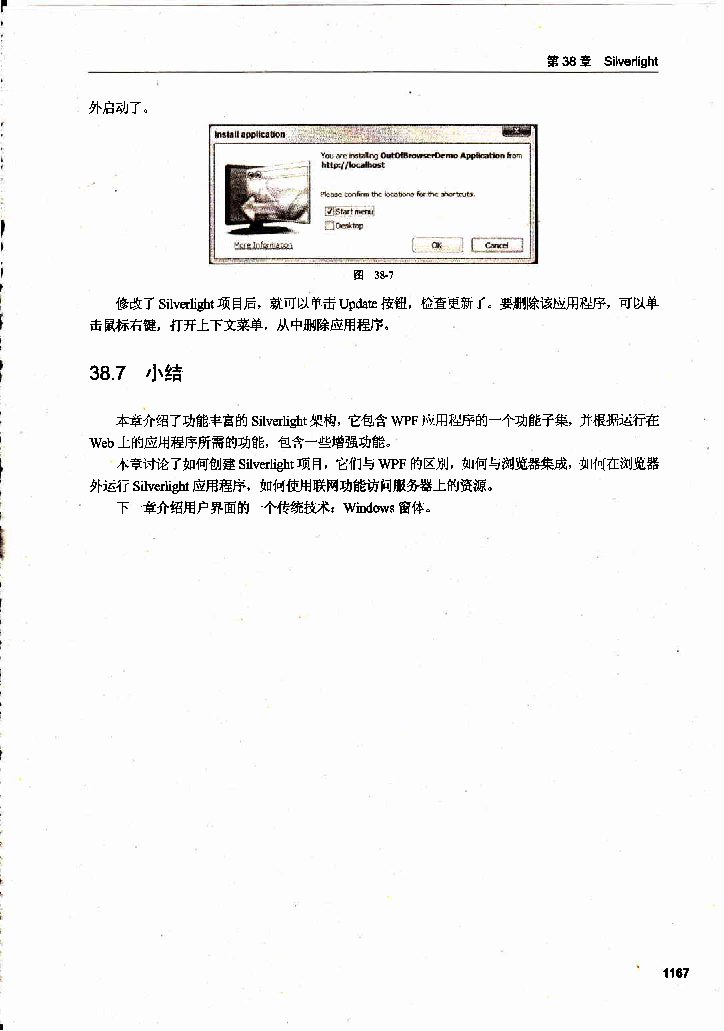 第 38 章 Silverlight
外启动了。
Install application
You are installing OutOfBrowserDemo Application from
http://localhost
Please confirm the locations for the shortcuts.
Start menu
Desktop
More Information
OK
Cancel
图 38-7
修改了 Silverlight 项目后，就可以单击 Update 按钮，检查更新了。要删除该应用程序，可以单
击鼠标右键，打开上下文菜单，从中删除应用程序。
38.7 小结
本章介绍了功能丰富的 Silverlight 架构，它包含 WPF 应用程序的一个功能子集，并根据运行在
Web 上的应用程序所需的功能，包含一些增强功能。
本章讨论了如何创建 Silverlight 项目，它们与 WPF 的区别，如何与浏览器集成，如何在浏览器
外运行 Silverlight 应用程序，如何使用联网功能访问服务器上的资源。
下一章介绍用户界面的一个传统技术：Windows 窗体。
1167